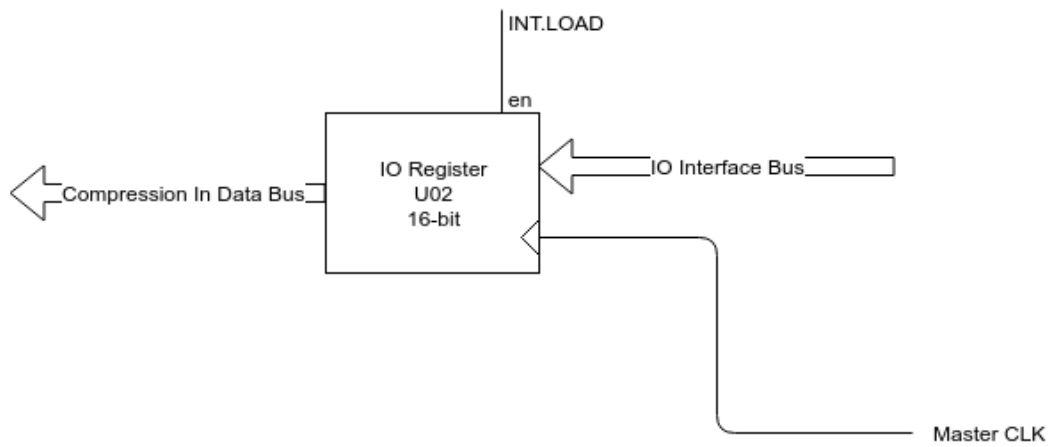 INT.LOAD
en
IO Register
U02
16-bit
IO Interface Bus
Compression In Data Bus
Master CLK